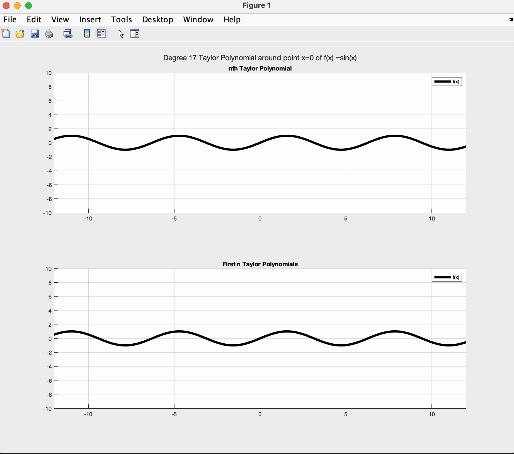 Figure 1
File Edit View Insert Tools Desktop Window Help
Degree 17 Taylor Polynomial around point x=0 of f(x) =sin(x)
nth Taylor Polynomial
f(x)
10
8
6
4
2
0
-2
-4
-6
-8
-10
-10 -5 0 5 10
First n Taylor Polynomials
f(x)
10
8
6
4
2
0
-2
-4
-6
-8
-10
-10 -5 0 5 10